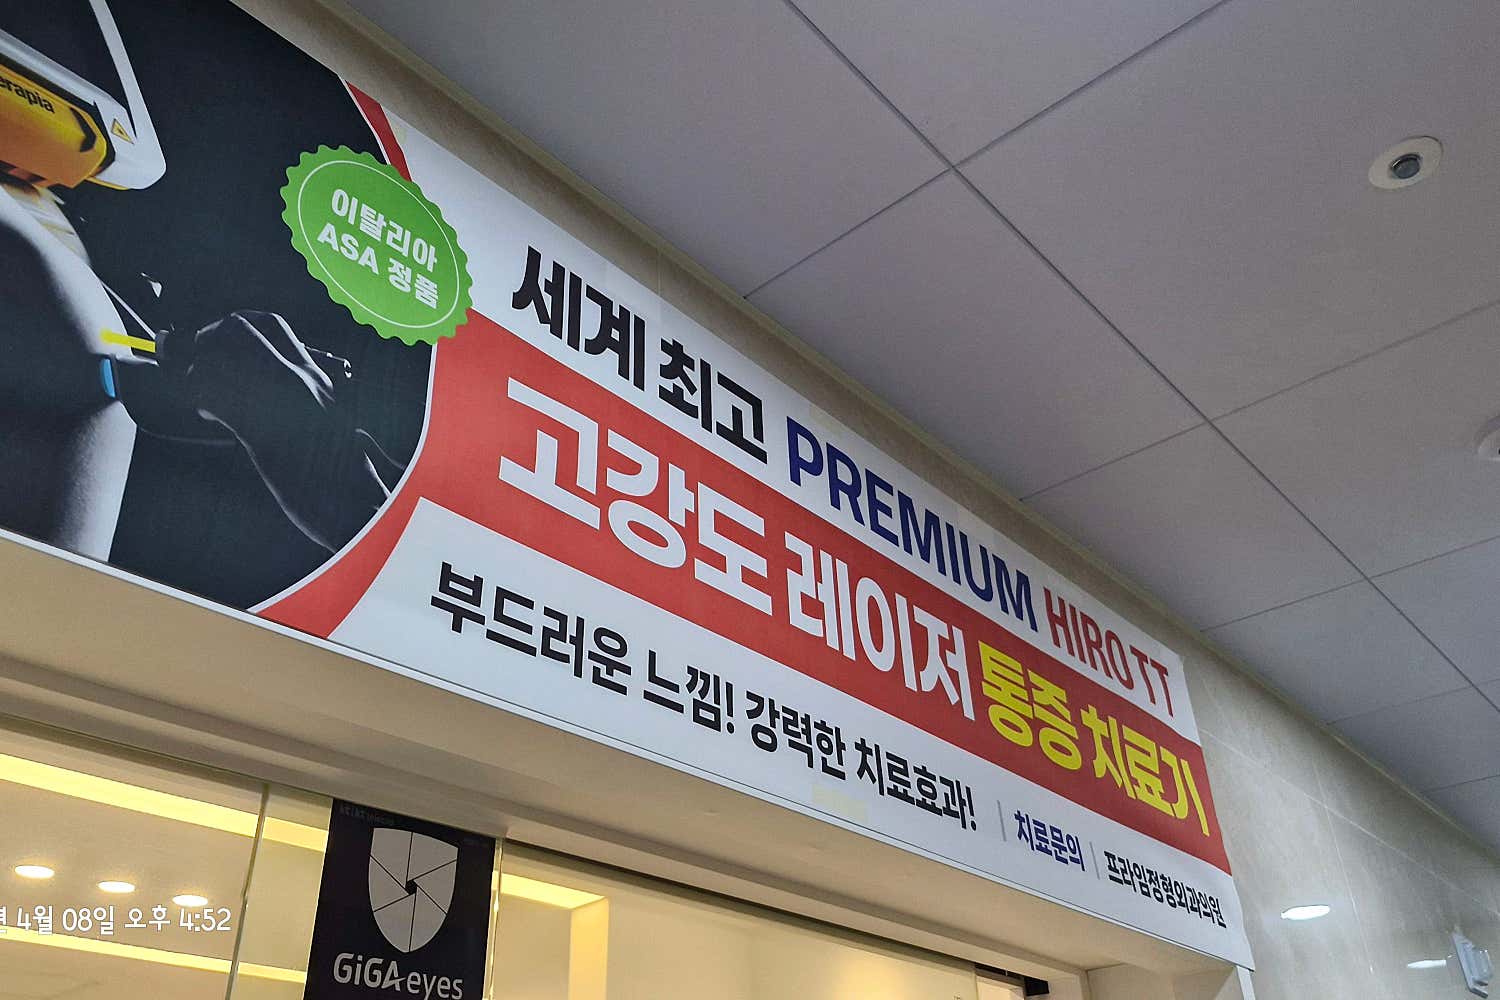 erapia
이탈리아
ASA 정품
세계 최고 PREMIUM HIRO TT
고강도 레이저 통증 치료기
부드러운 느낌! 강력한 치료효과!
치료문의 | 프라임정형외과의원
GiGAeyes
4월 08일 오후 4:52